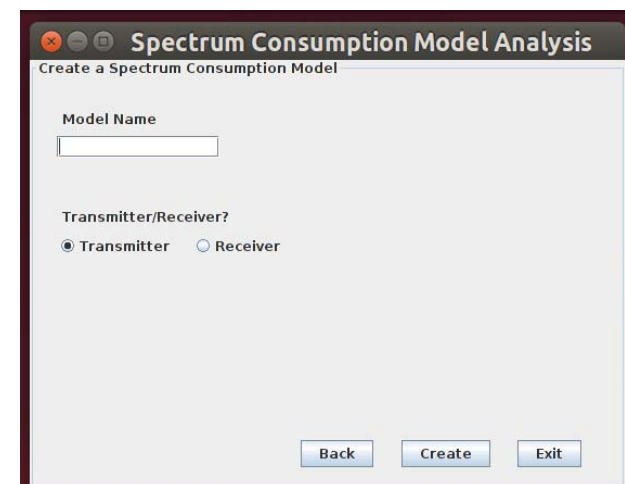 Spectrum Consumption Model Analysis
Create a Spectrum Consumption Model
Model Name
Transmitter/Receiver?
Transmitter Receiver
Back Create Exit